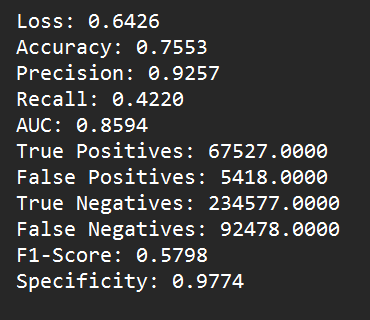 Loss: 0.6426
Accuracy: 0.7553
Precision: 0.9257
Recall: 0.4220
AUC: 0.8594
True Positives: 67527.0000
False Positives: 5418.0000
True Negatives: 234577.0000
False Negatives: 92478.0000
F1-Score: 0.5798
Specificity: 0.9774